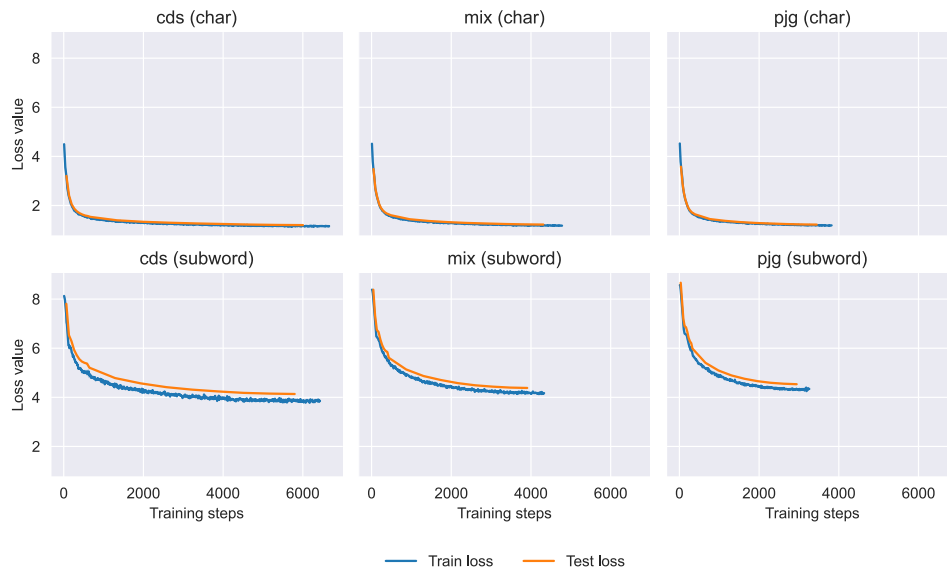 cds (char) mix (char) pjg (char)
8
6
4
2
Loss value
cds (subword) mix (subword) pjg (subword)
8
6
4
2
Loss value
0 2000 4000 6000 0 2000 4000 6000 0 2000 4000 6000
Training steps Training steps Training steps
Train loss Test loss